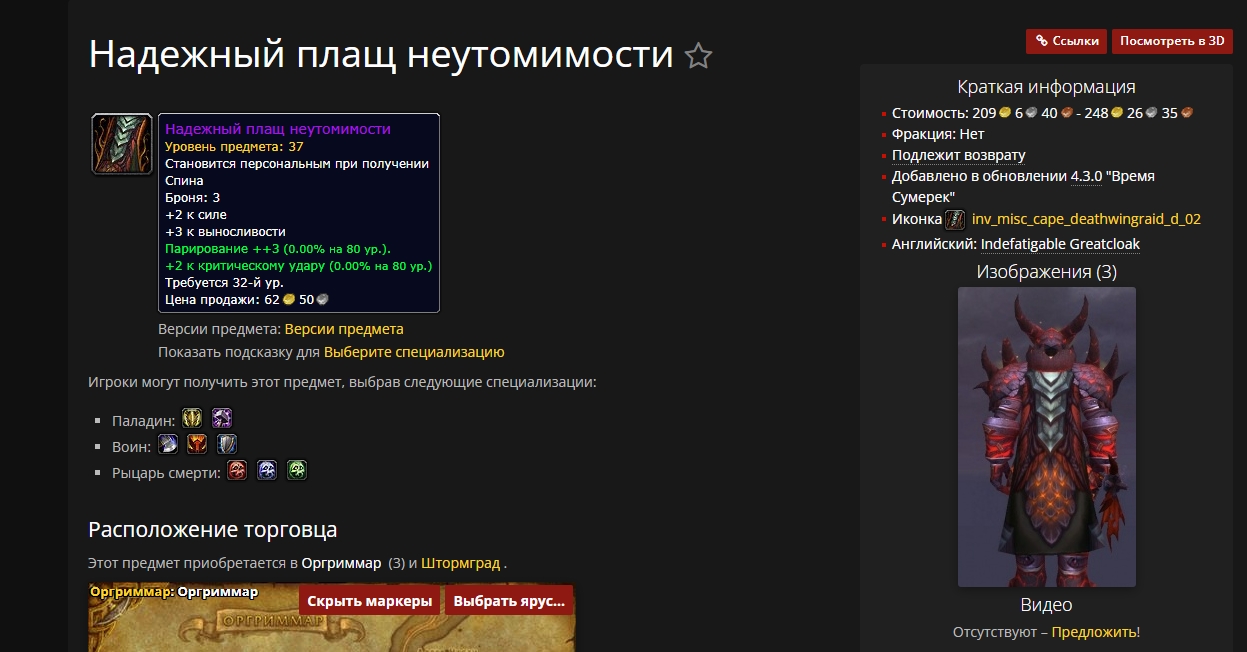 Надежный плащ неутомимости
Надежный плащ неутомимости
Уровень предмета: 37
Становится персональным при получении
Спина
Броня: 3
+2 к силе
+3 к выносливости
Парирование ++3 (0.00% на 80 ур.).
+2 к критическому удару (0.00% на 80 ур.)
Требуется 32-й ур.
Цена продажи: 62 50
Версии предмета: Версии предмета
Показать подсказку для Выберите специализацию
Игроки могут получить этот предмет, выбрав следующие специализации:
Паладин:
Воин:
Рыцарь смерти:
Расположение торговца
Этот предмет приобретается в Оргриммар (3) и Штормград .
Оргриммар: Оргриммар
Скрыть маркеры
Выбрать ярус...
ОРГРИММАР
Ссылки
Посмотреть в 3D
Краткая информация
Стоимость: 209 6 40 - 248 26 35
Фракция: Нет
Подлежит возврату
Добавлено в обновлении 4.3.0 "Время
Сумерек"
Иконка inv_misc_cape_deathwingraid_d_02
Английский: Indefatigable Greatcloak
Изображения (3)
Видео
Отсутствуют – Предложить!